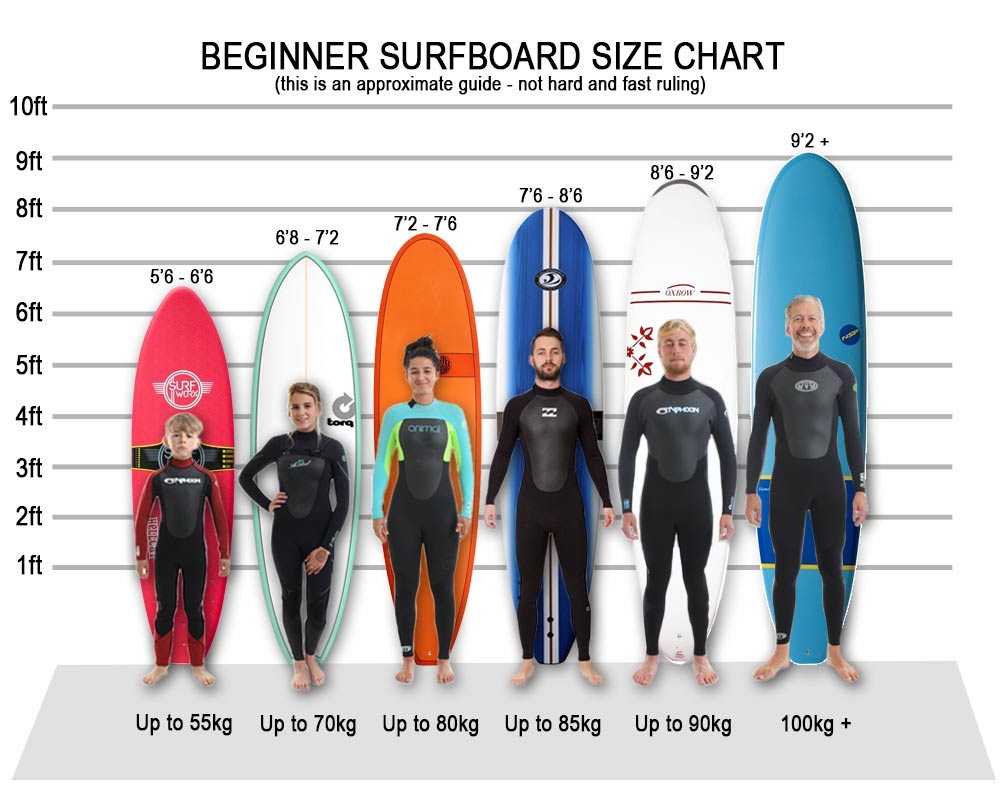 BEGINNER SURFBOARD SIZE CHART
(this is an approximate guide - not hard and fast ruling)
10ft
9ft
8ft
7ft
6ft
5ft
4ft
3ft
2ft
1ft
5'6 - 6'6
6'8 - 7'2
7'2 - 7'6
7'6 - 8'6
8'6 - 9'2
9'2 +
SURF
WORX
torq
OXBOW
NSP
TYPHOON
animal
TYPHOON
Up to 55kg
Up to 70kg
Up to 80kg
Up to 85kg
Up to 90kg
100kg +